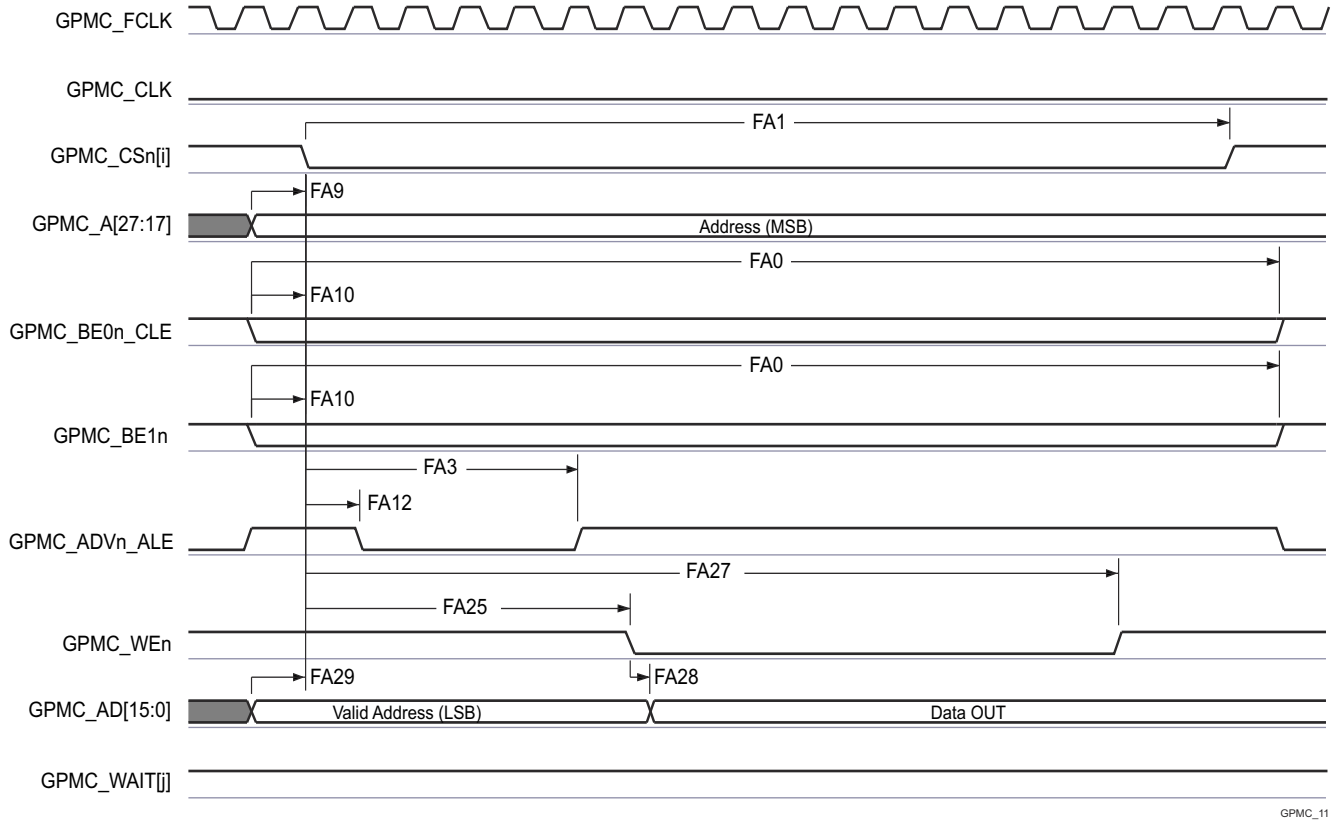 GPMC_FCLK
GPMC_CLK
FA1
GPMC_CSn[i]
FA9
GPMC_A[27:17]
Address (MSB)
FA0
FA10
GPMC_BE0n_CLE
FA0
FA10
GPMC_BE1n
FA3
FA12
GPMC_ADVn_ALE
FA27
FA25
GPMC_WEn
FA29
FA28
GPMC_AD[15:0]
Valid Address (LSB)
Data OUT
GPMC_WAIT[j]
GPMC_11